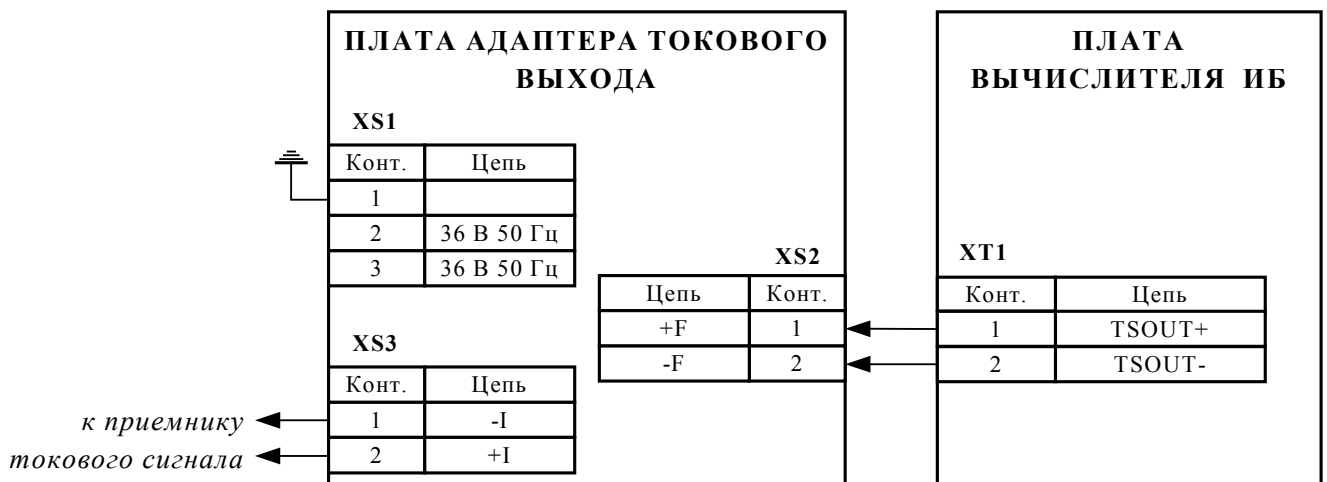 ПЛАТА АДАПТЕРА ТОКОВОГО
ВЫХОДА
XS1
Конт. Цепь
1
2 36 В 50 Гц
3 36 В 50 Гц
XS2
Цепь Конт.
+F 1
-F 2
XS3
Конт. Цепь
1 -I
2 +I
к приемнику
токового сигнала
ПЛАТА
ВЫЧИСЛИТЕЛЯ ИБ
XT1
Конт. Цепь
1 TSOUT+
2 TSOUT-